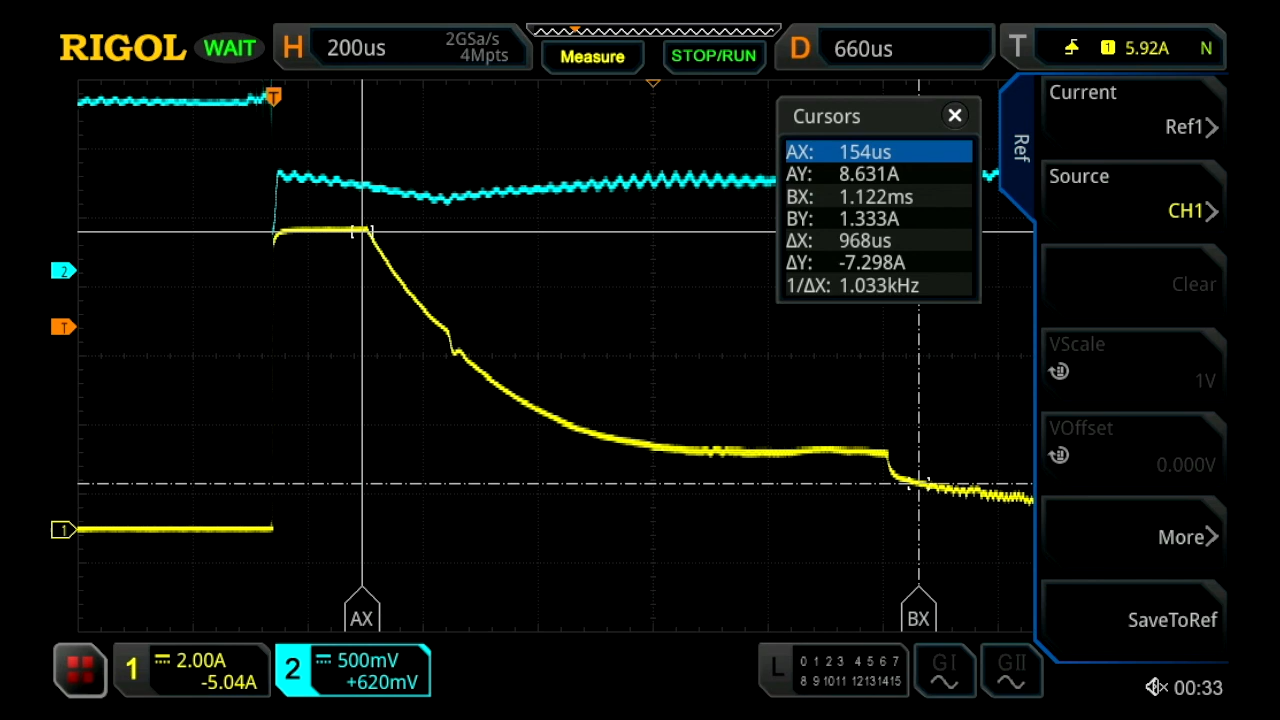 RIGOL WAIT H 200us 2GSa/s 4Mpts Measure STOP/RUN D 660us T 1 5.92A N
T
Cursors
AX: 154us
AY: 8.631A
BX: 1.122ms
BY: 1.333A
ΔX: 968us
ΔY: -7.298A
1/ΔX: 1.033kHz
2
T
1
AX
BX
Ref
Current
Ref1
Source
CH1
Clear
VScale
1V
VOffset
0.000V
More
SaveToRef
1 2.00A -5.04A
2 500mV +620mV
L 0 1 2 3 4 5 6 7
8 9 10 11 12 13 14 15
GI
GII
00:33